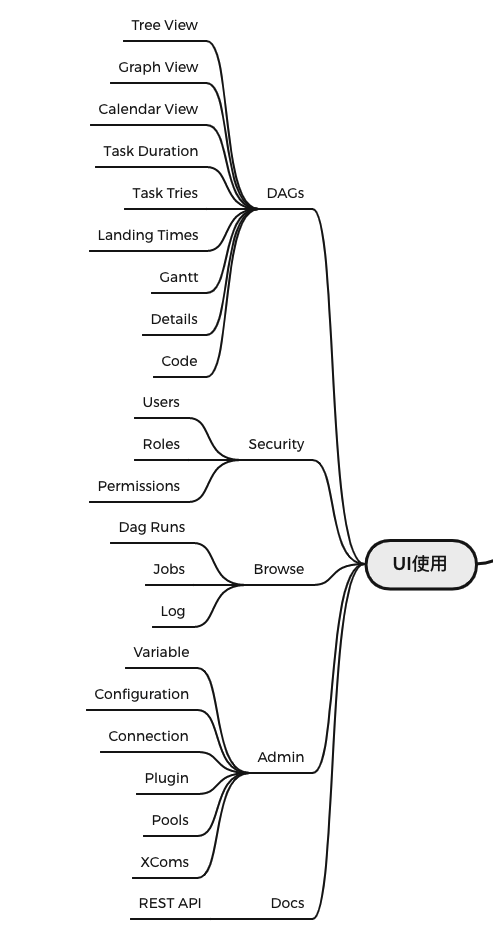 Tree View
Graph View
Calendar View
Task Duration
Task Tries
DAGs
Landing Times
Gantt
Details
Code
Users
Roles
Security
Permissions
Dag Runs
Jobs
Browse
UI使用
Log
Variable
Configuration
Connection
Admin
Plugin
Pools
XComs
REST API
Docs